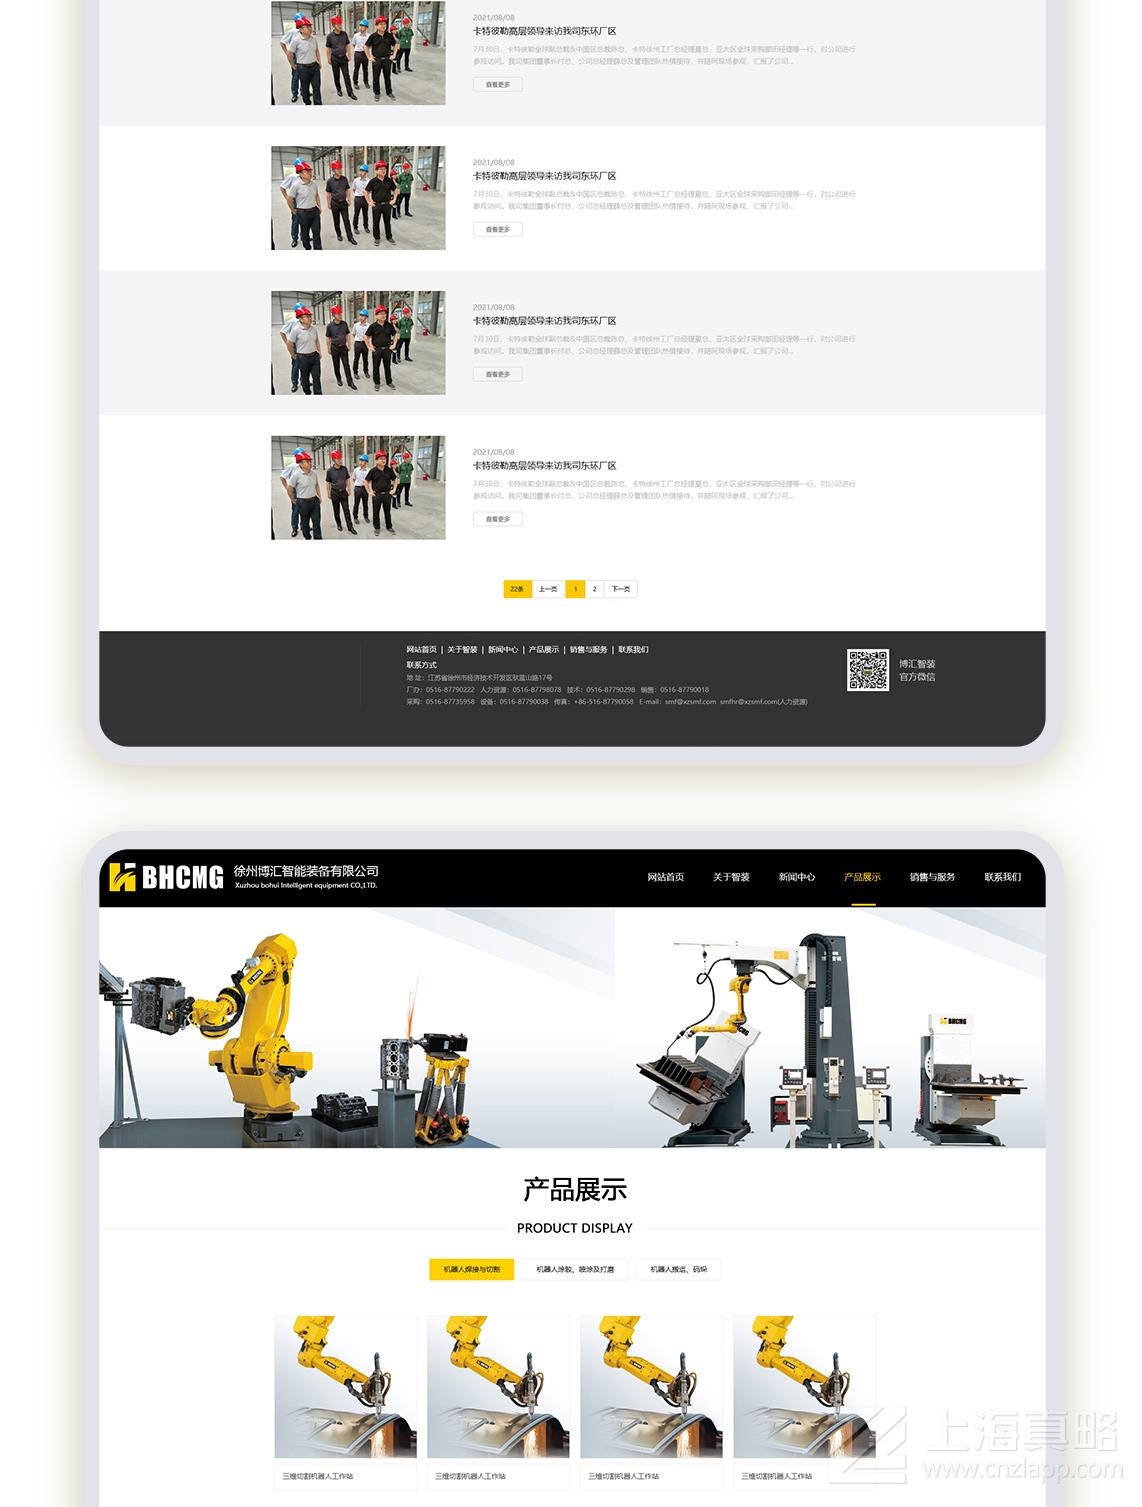 2021/08/08
卡特彼勒高层领导来访我司东环厂区
7月30日，卡特彼勒全球副总裁&中国区总裁陈总、卡特徐州工厂总经理夏总、亚太区全球采购部田经理等一行，对公司进行
参观访问。我司集团董事长付总、公司总经理薛总及管理团队热情接待，并陪同现场参观，汇报了公司...
查看更多
2021/08/08
卡特彼勒高层领导来访我司东环厂区
7月30日，卡特彼勒全球副总裁&中国区总裁陈总、卡特徐州工厂总经理夏总、亚太区全球采购部田经理等一行，对公司进行
参观访问。我司集团董事长付总、公司总经理薛总及管理团队热情接待，并陪同现场参观，汇报了公司...
查看更多
2021/08/08
卡特彼勒高层领导来访我司东环厂区
7月30日，卡特彼勒全球副总裁&中国区总裁陈总、卡特徐州工厂总经理夏总、亚太区全球采购部田经理等一行，对公司进行
参观访问。我司集团董事长付总、公司总经理薛总及管理团队热情接待，并陪同现场参观，汇报了公司...
查看更多
2021/08/08
卡特彼勒高层领导来访我司东环厂区
7月30日，卡特彼勒全球副总裁&中国区总裁陈总、卡特徐州工厂总经理夏总、亚太区全球采购部田经理等一行，对公司进行
参观访问。我司集团董事长付总、公司总经理薛总及管理团队热情接待，并陪同现场参观，汇报了公司...
查看更多
22条 上一页 1 2 下一页
网站首页 | 关于智装 | 新闻中心 | 产品展示 | 销售与服务 | 联系我们
联系方式
地 址：江苏省徐州市经济技术开发区驮蓝山路17号
厂办：0516-87790222 人力资源：0516-87798078 技术：0516-87790298 销售：0516-87790018
采购：0516-87735958 设备：0516-87790038 传真：+86-516-87790058 E-mail：smf@xzsmf.com smfhr@xzsmf.com(人力资源)
博汇智装
官方微信
BHCMG 徐州博汇智能装备有限公司
Xuzhou bohui Intelligent equipment CO.,LTD.
网站首页 关于智装 新闻中心 产品展示 销售与服务 联系我们
BHCMG
BHCMG
产品展示
PRODUCT DISPLAY
机器人焊接与切割 机器人涂胶、喷涂及打磨 机器人搬运、码垛
三维切割机器人工作站 三维切割机器人工作站 三维切割机器人工作站 三维切割机器人工作站
上海真略
www.cnzlapp.com